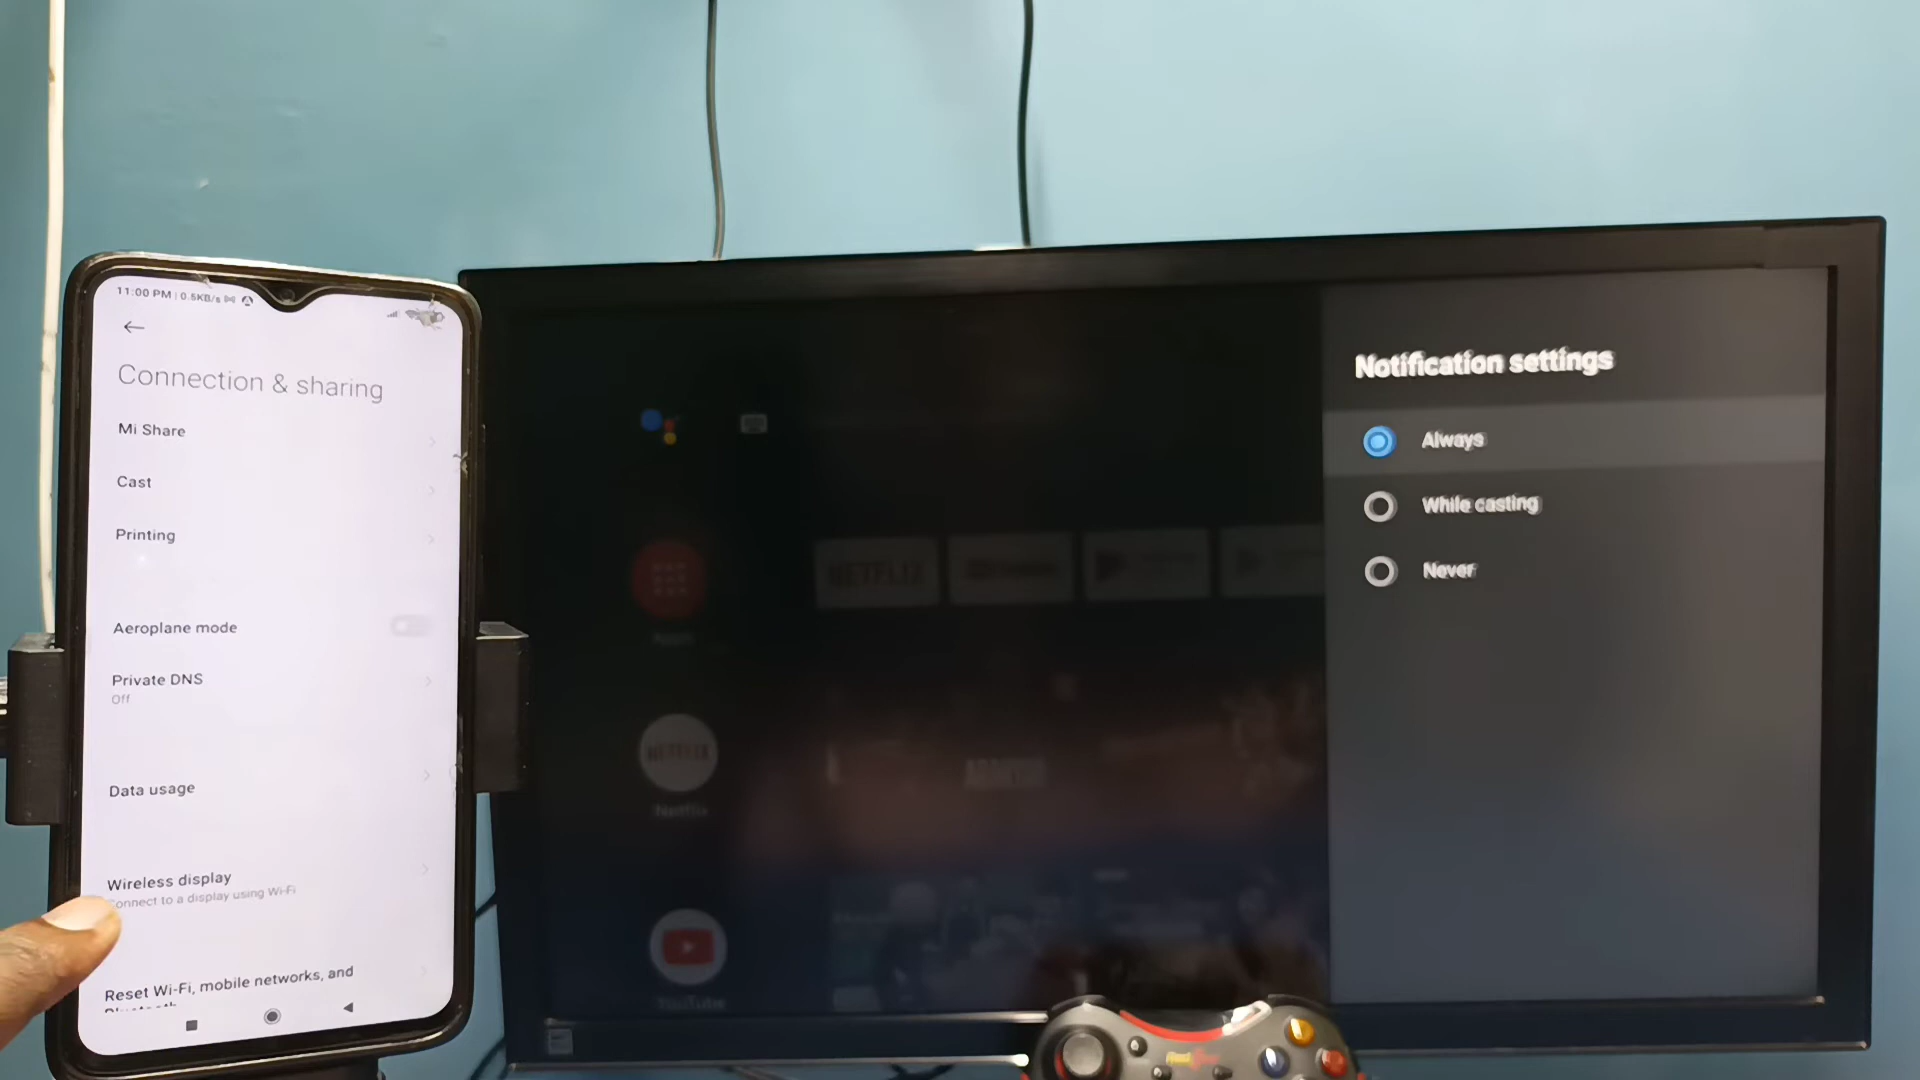 11:00 PM | 0.5KB/s
Connection & sharing
Mi Share
Cast
Printing
Aeroplane mode
Private DNS
Off
Data usage
Wireless display
Connect to a display using Wi-Fi
Reset Wi-Fi, mobile networks, and
Notification settings
Always
While casting
Never
NETFLIX
Apps
NETFLIX
Netflix
YouTube